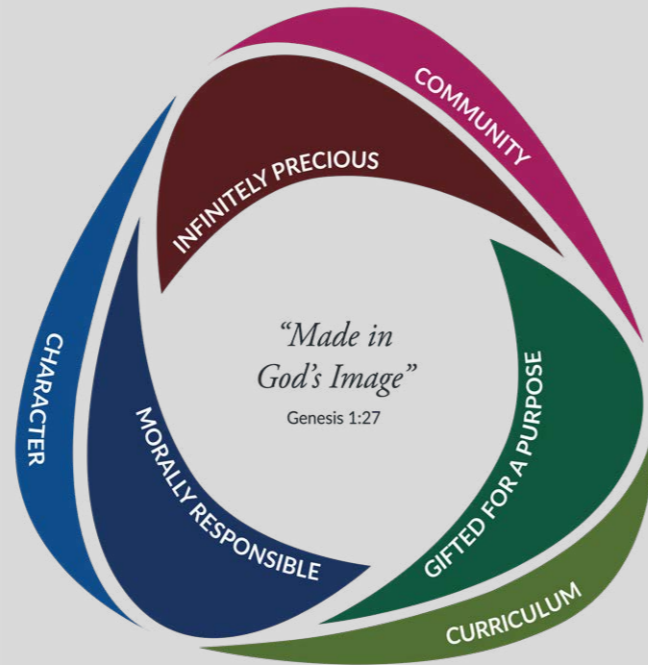 COMMUNITY
INFINITELY PRECIOUS
“Made in
God’s Image”
Genesis 1:27
CHARACTER
MORALLY RESPONSIBLE
GIFTED FOR A PURPOSE
CURRICULUM